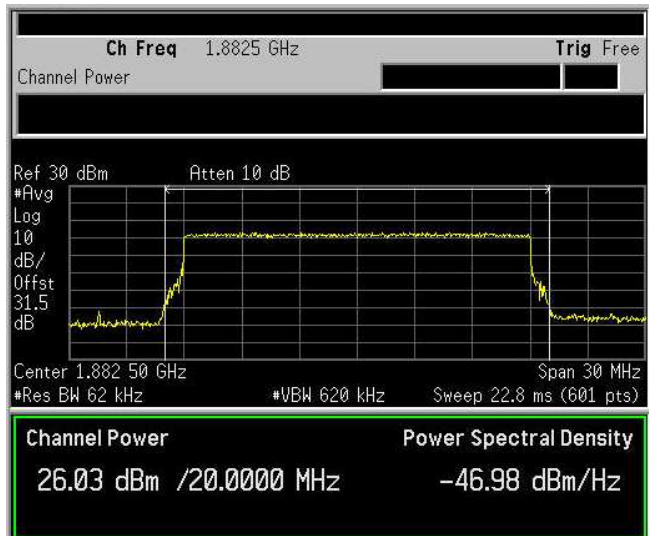 Ch Freq 1.8825 GHz Trig Free
Channel Power
Ref 30 dBm Atten 10 dB
#Avg
Log
10
dB/
Offst
31.5
dB
Center 1.882 50 GHz Span 30 MHz
#Res BW 62 kHz #VBW 620 kHz Sweep 22.8 ms (601 pts)
Channel Power Power Spectral Density
26.03 dBm /20.0000 MHz -46.98 dBm/Hz